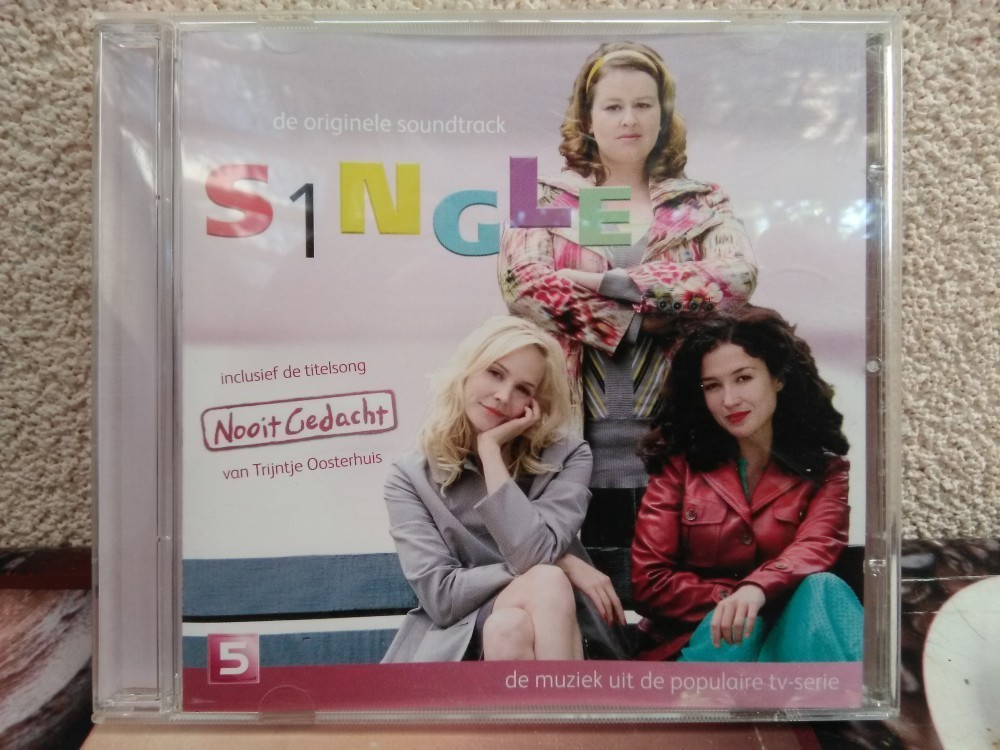 de originele soundtrack
S1NGLE
inclusief de titelsong
Nooit Gedacht
van Trijntje Oosterhuis
5
de muziek uit de populaire tv-serie